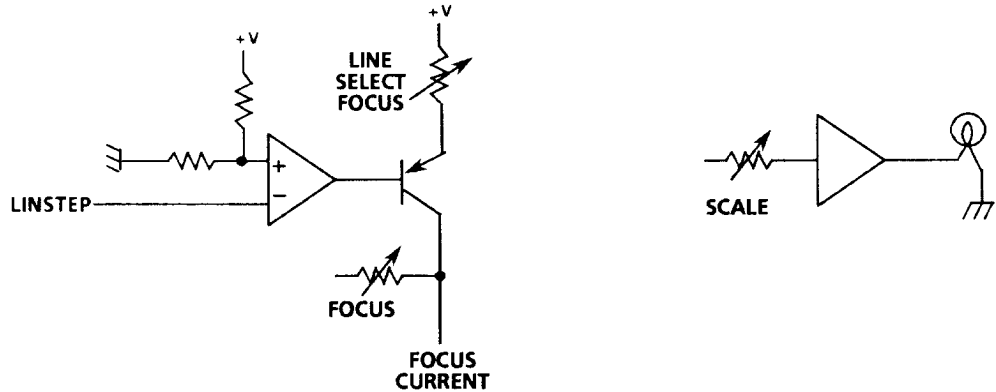 +V
+V
LINE
SELECT
FOCUS
+
−
LINSTEP
SCALE
FOCUS
FOCUS
CURRENT